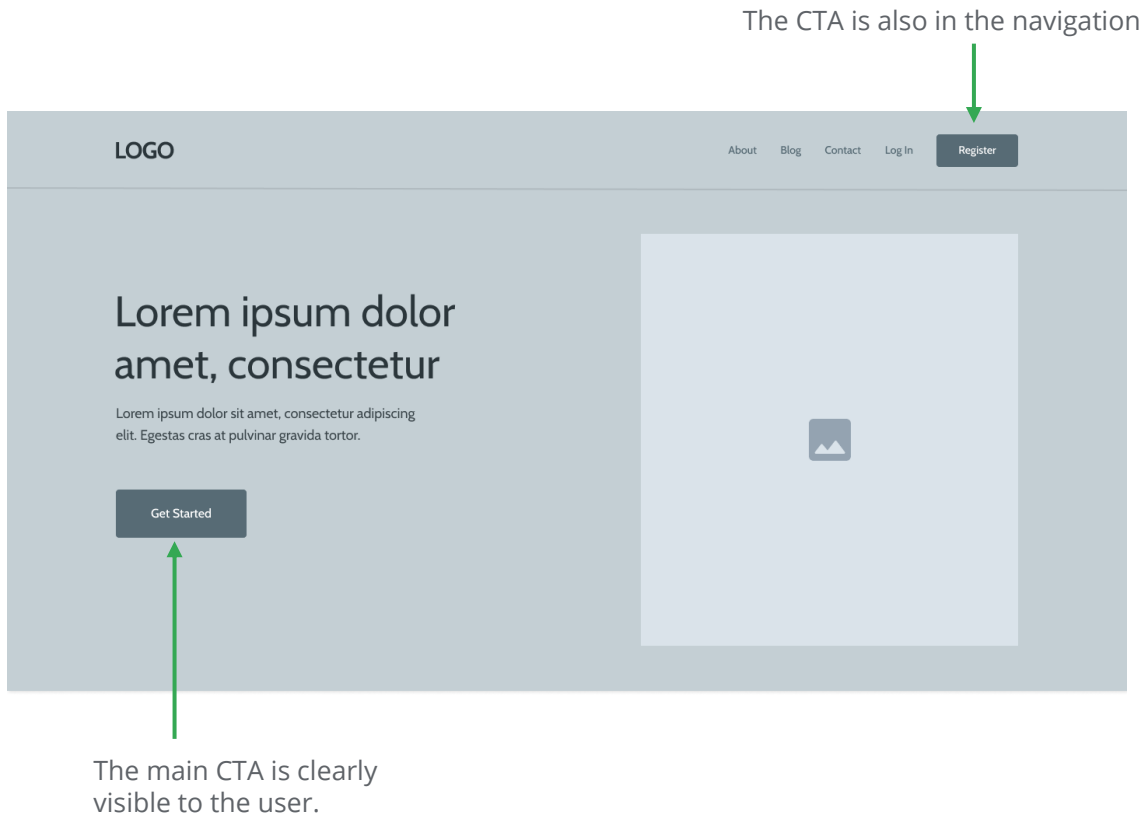 The CTA is also in the navigation
LOGO
About Blog Contact Log In Register
Lorem ipsum dolor
amet, consectetur
Lorem ipsum dolor sit amet, consectetur adipiscing
elit. Egestas cras at pulvinar gravida tortor.
Get Started
The main CTA is clearly
visible to the user.